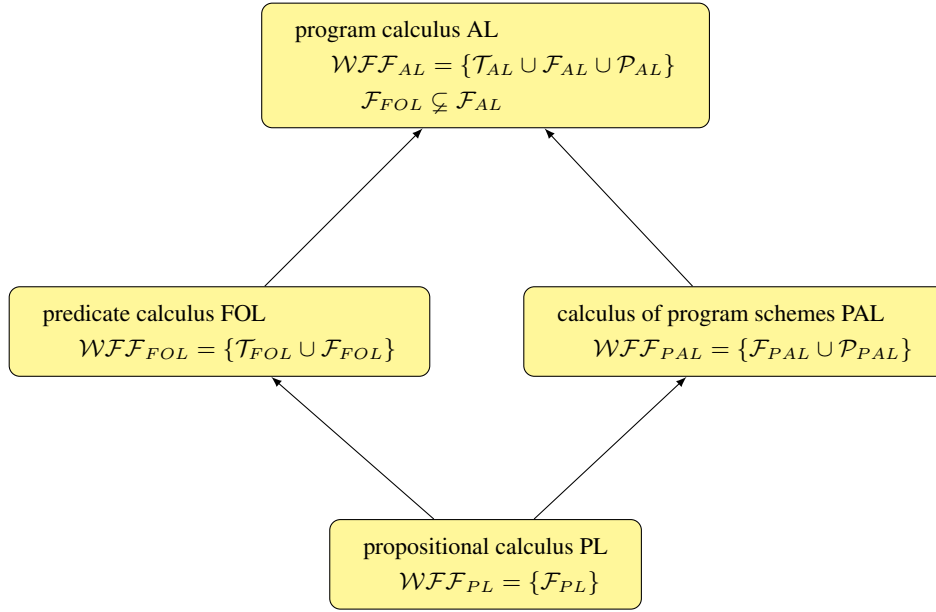 program calculus AL
𝒲ℱℱ_{AL} = {𝒯_{AL} ∪ ℱ_{AL} ∪ 𝒫_{AL}}
ℱ_{FOL} ⊊ ℱ_{AL}
predicate calculus FOL
𝒲ℱℱ_{FOL} = {𝒯_{FOL} ∪ ℱ_{FOL}}
calculus of program schemes PAL
𝒲ℱℱ_{PAL} = {ℱ_{PAL} ∪ 𝒫_{PAL}}
propositional calculus PL
𝒲ℱℱ_{PL} = {ℱ_{PL}}